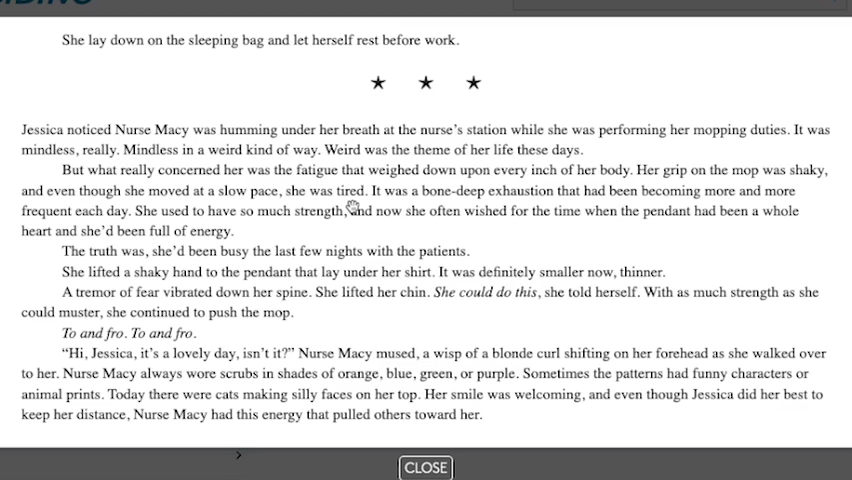 She lay down on the sleeping bag and let herself rest before work.
★ ★ ★
Jessica noticed Nurse Macy was humming under her breath at the nurse's station while she was performing her mopping duties. It was
mindless, really. Mindless in a weird kind of way. Weird was the theme of her life these days.
But what really concerned her was the fatigue that weighed down upon every inch of her body. Her grip on the mop was shaky,
and even though she moved at a slow pace, she was tired. It was a bone-deep exhaustion that had been becoming more and more
frequent each day. She used to have so much strength, and now she often wished for the time when the pendant had been a whole
heart and she'd been full of energy.
The truth was, she'd been busy the last few nights with the patients.
She lifted a shaky hand to the pendant that lay under her shirt. It was definitely smaller now, thinner.
A tremor of fear vibrated down her spine. She lifted her chin. She could do this, she told herself. With as much strength as she
could muster, she continued to push the mop.
To and fro. To and fro.
“Hi, Jessica, it's a lovely day, isn't it?” Nurse Macy mused, a wisp of a blonde curl shifting on her forehead as she walked over
to her. Nurse Macy always wore scrubs in shades of orange, blue, green, or purple. Sometimes the patterns had funny characters or
animal prints. Today there were cats making silly faces on her top. Her smile was welcoming, and even though Jessica did her best to
keep her distance, Nurse Macy had this energy that pulled others toward her.
CLOSE